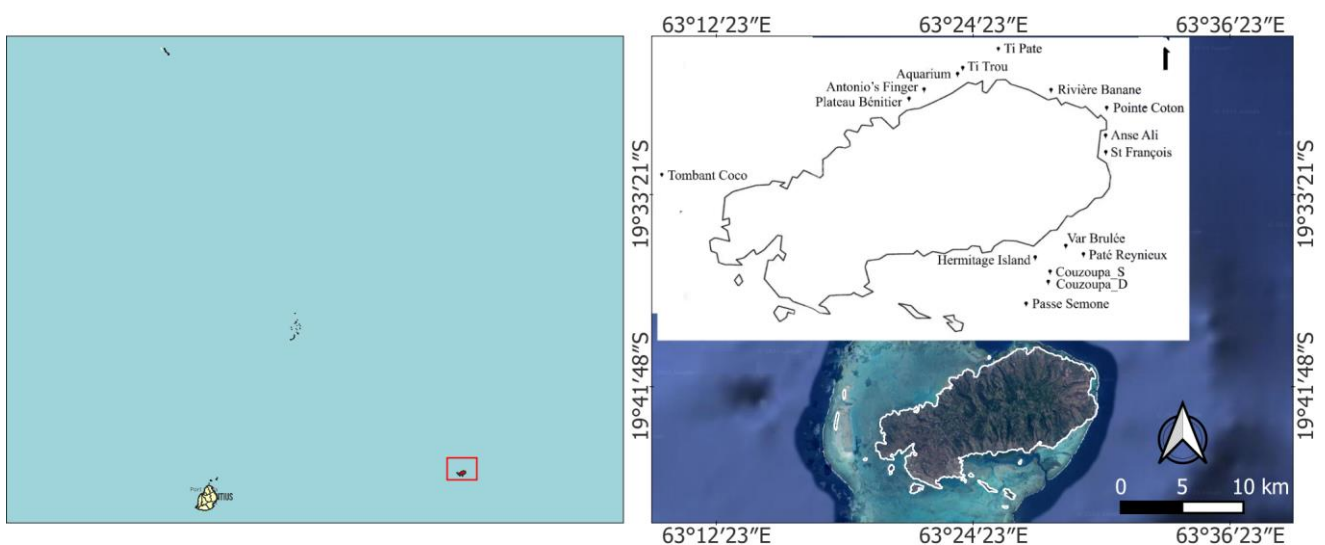 63°12′23″E 63°24′23″E 63°36′23″E
Ti Pate
Ti Trou
Aquarium
Antonio's Finger
Plateau Bénitier
Rivière Banane
Pointe Coton
Anse Ali
St François
Tombant Coco
Var Brulée
Paté Reynieux
Hermitage Island
Couzoupa_S
Couzoupa_D
Passe Semone
19°33′21″S 19°33′21″S
19°41′48″S 19°41′48″S
Port
0 5 10 km
63°12′23″E 63°24′23″E 63°36′23″E